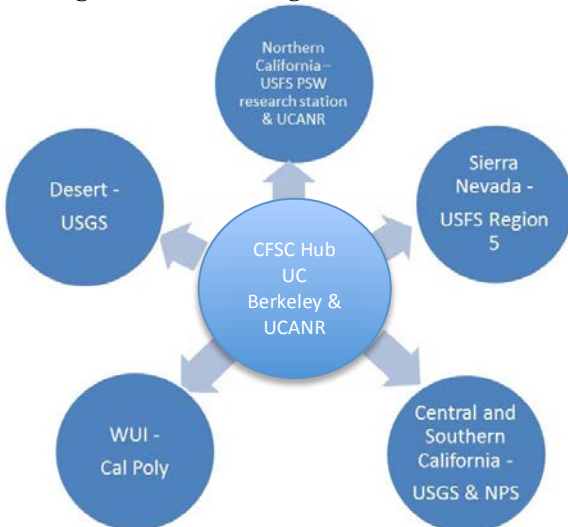 Northern
California –
USFS PSW
research station
& UCANR
Sierra
Nevada -
USFS Region
5
Central and
Southern
California -
USGS & NPS
WUI -
Cal Poly
Desert -
USGS
CFSC Hub
UC
Berkeley &
UCANR